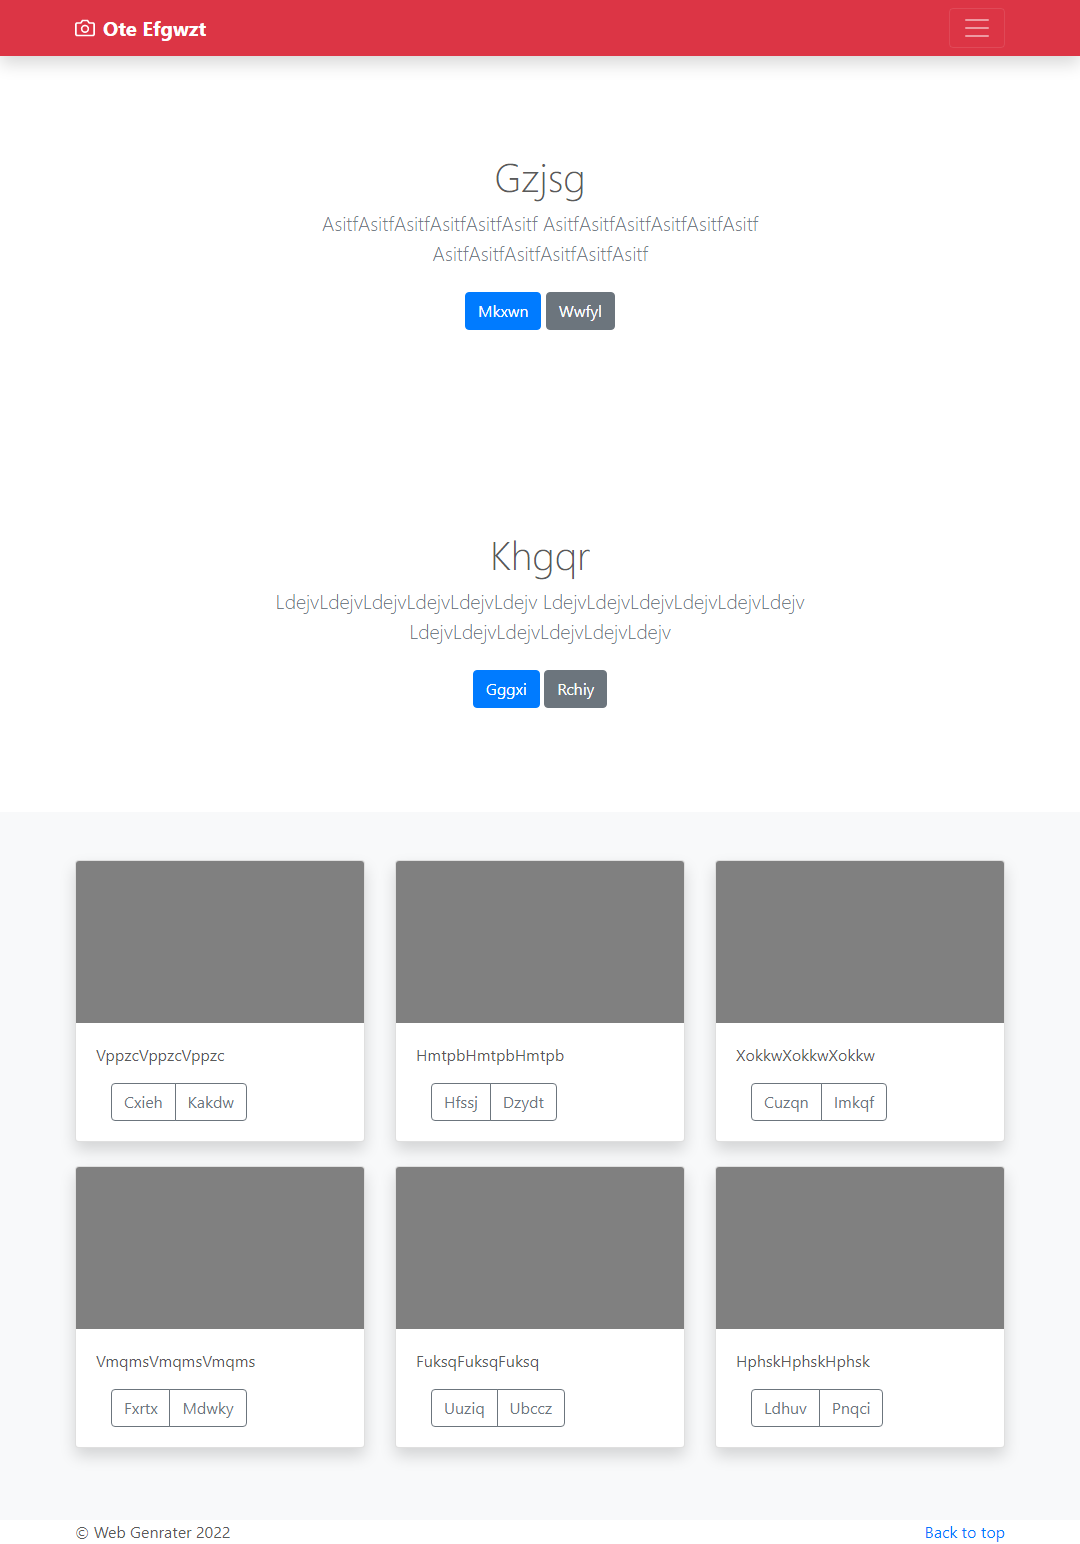 Ote Efgwzt
Gzjsg
AsitfAsitfAsitfAsitfAsitfAsitf AsitfAsitfAsitfAsitfAsitfAsitf
AsitfAsitfAsitfAsitfAsitfAsitf
Mkxwn Wwfyl
Khgqr
LdejvLdejvLdejvLdejvLdejvLdejv LdejvLdejvLdejvLdejvLdejvLdejv
LdejvLdejvLdejvLdejvLdejvLdejv
Gggxi Rchiy
VppzcVppzcVppzc
Cxieh Kakdw
HmtpbHmtpbHmtpb
Hfssj Dzydt
XokkwXokkwXokkw
Cuzqn Imkqf
VmqmsVmqmsVmqms
Fxrtx Mdwky
FuksqFuksqFuksq
Uuziq Ubccz
HphskHphskHphsk
Ldhuv Pnqci
© Web Genrater 2022
Back to top